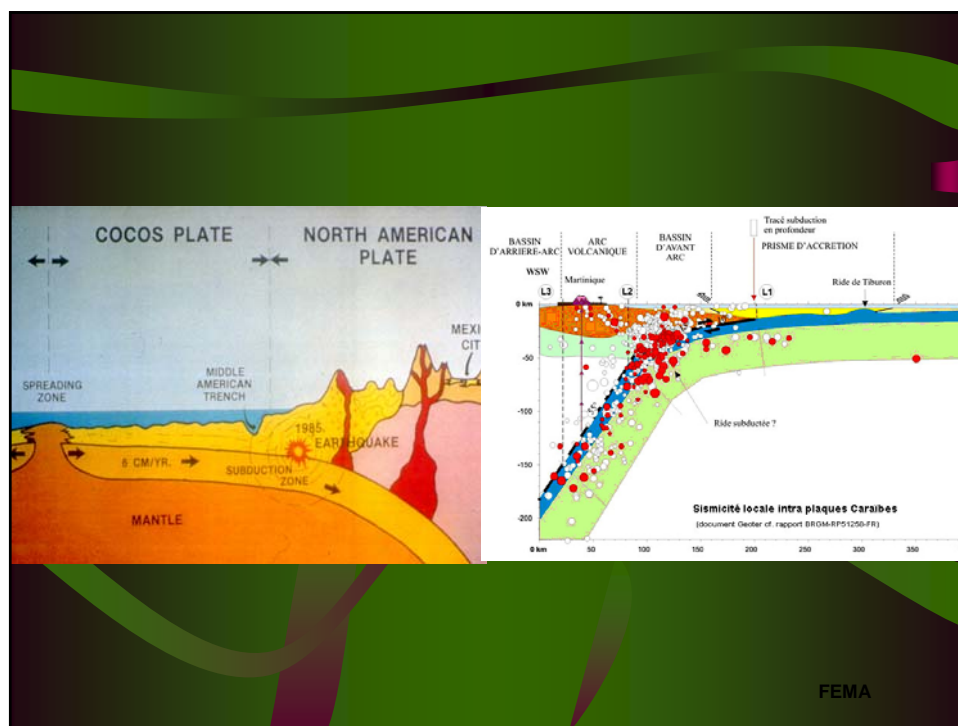 COCOS PLATE
NORTH AMERICAN
PLATE
MEXI
CIT
SPREADING
ZONE
MIDDLE
AMERICAN
TRENCH
1985
EARTHQUAKE
6 CM/YR.
SUBDUCTION
ZONE
MANTLE
Tracé subduction
en profondeur
BASSIN
D'ARRIERE-ARC
ARC
VOLCANIQUE
BASSIN
D'AVANT
ARC
PRISME D'ACCRETION
WSW
Martinique
Ride de Tiburon
L3
L2
L1
0 km
-50
-100
-150
-200
Ride subductée ?
Sismicité locale intra plaques Caraïbes
(document Geoter cf. rapport BRGM-RP51258-FR)
0 km
50
100
150
200
250
300
350
FEMA